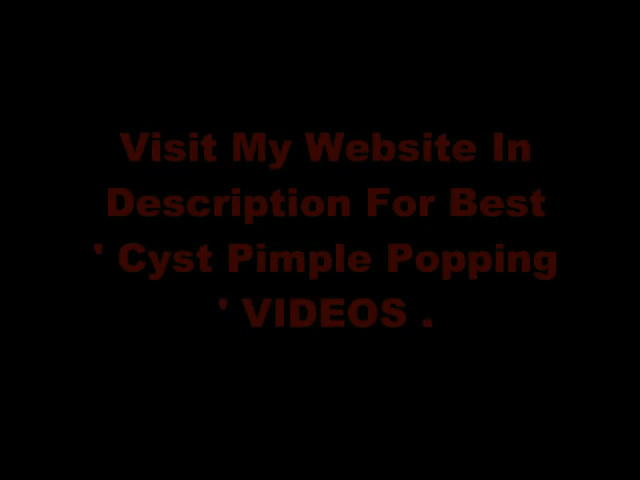 Visit My Website In
Description For Best
' Cyst Pimple Popping
' VIDEOS .